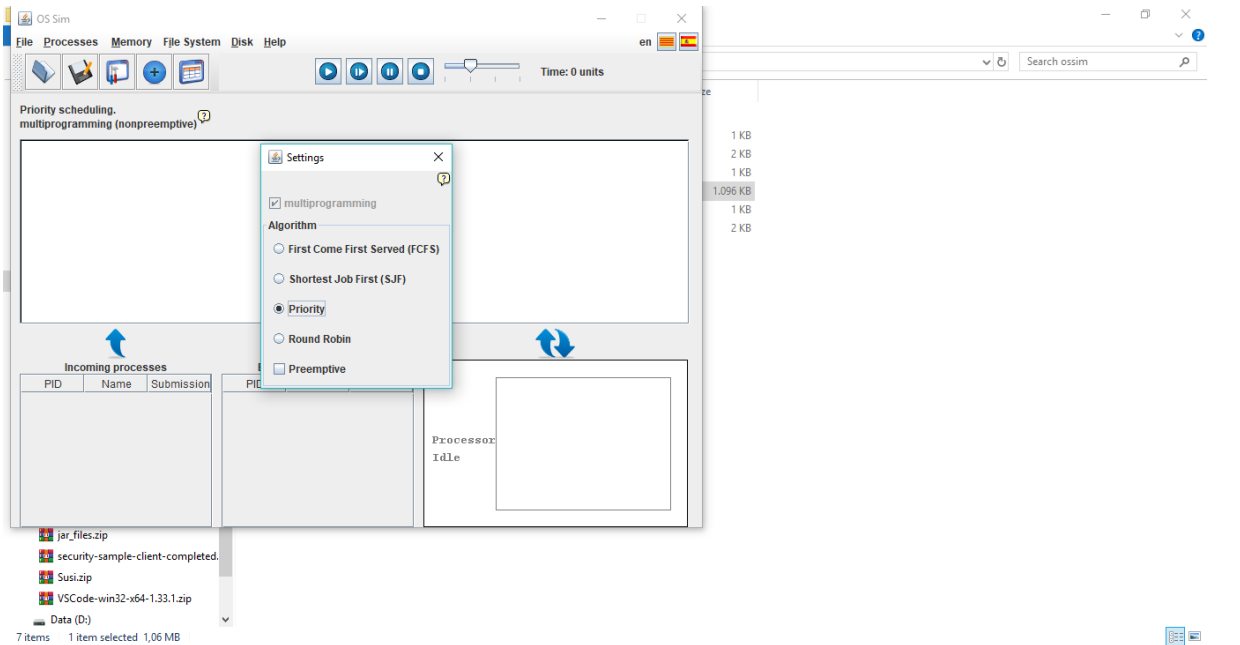 OS Sim
File Processes Memory File System Disk Help en
Time: 0 units
Search ossim
ze
Priority scheduling.
multiprogramming (nonpreemptive)
1 KB
2 KB
1 KB
1.096 KB
1 KB
2 KB
Settings
multiprogramming
Algorithm
First Come First Served (FCFS)
Shortest Job First (SJF)
Priority
Round Robin
Preemptive
Incoming processes
PID Name Submission
PID
Processor
Idle
jar_files.zip
security-sample-client-completed.
Susi.zip
VSCode-win32-x64-1.33.1.zip
Data (D:)
7 items 1 item selected 1,06 MB